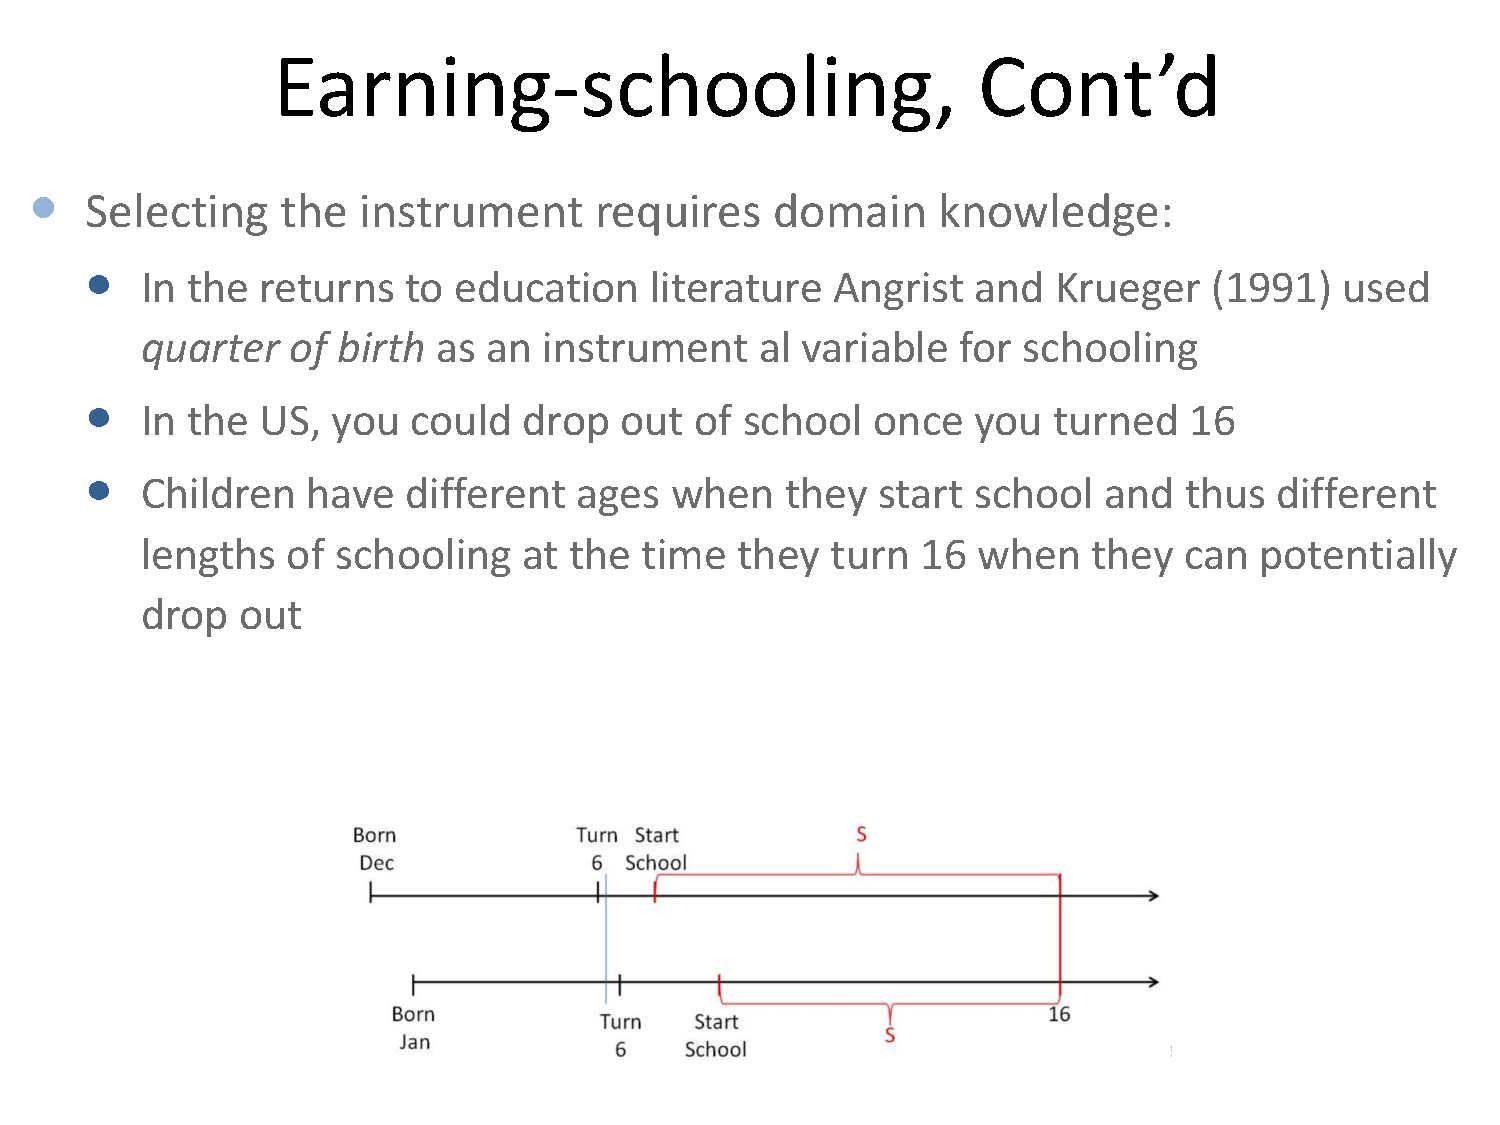 Earning-schooling, Cont’d
Selecting the instrument requires domain knowledge:
In the returns to education literature Angrist and Krueger (1991) used
quarter of birth as an instrument al variable for schooling
In the US, you could drop out of school once you turned 16
Children have different ages when they start school and thus different
lengths of schooling at the time they turn 16 when they can potentially
drop out
Born
Dec
Turn
6
Start
School
S
Born
Jan
Turn
6
Start
School
S
16